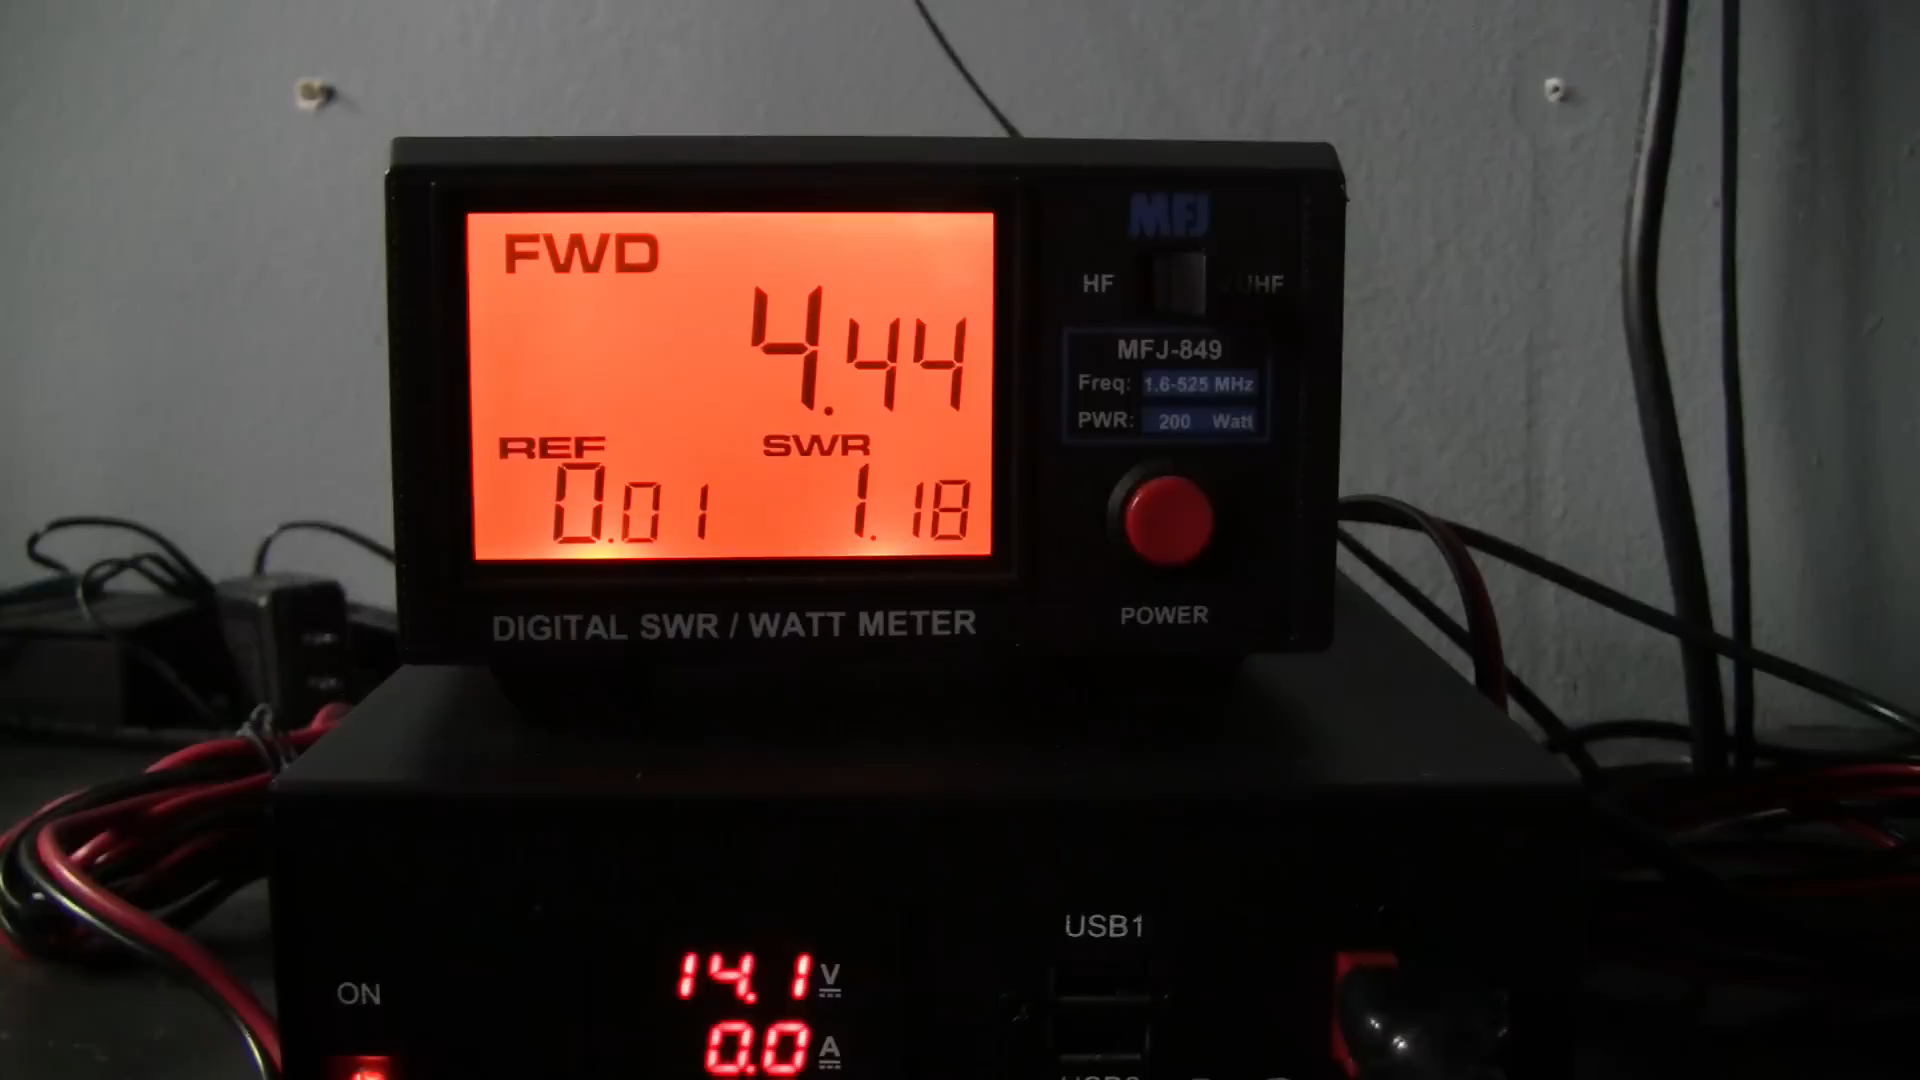 MFJ
FWD
4.44
HF
UHF
MFJ-849
Freq: 1.6-525 MHz
PWR: 200 Watt
REF
SWR
0.01
1.18
DIGITAL SWR / WATT METER
POWER
USB1
14.1 V
ON
0.0 A